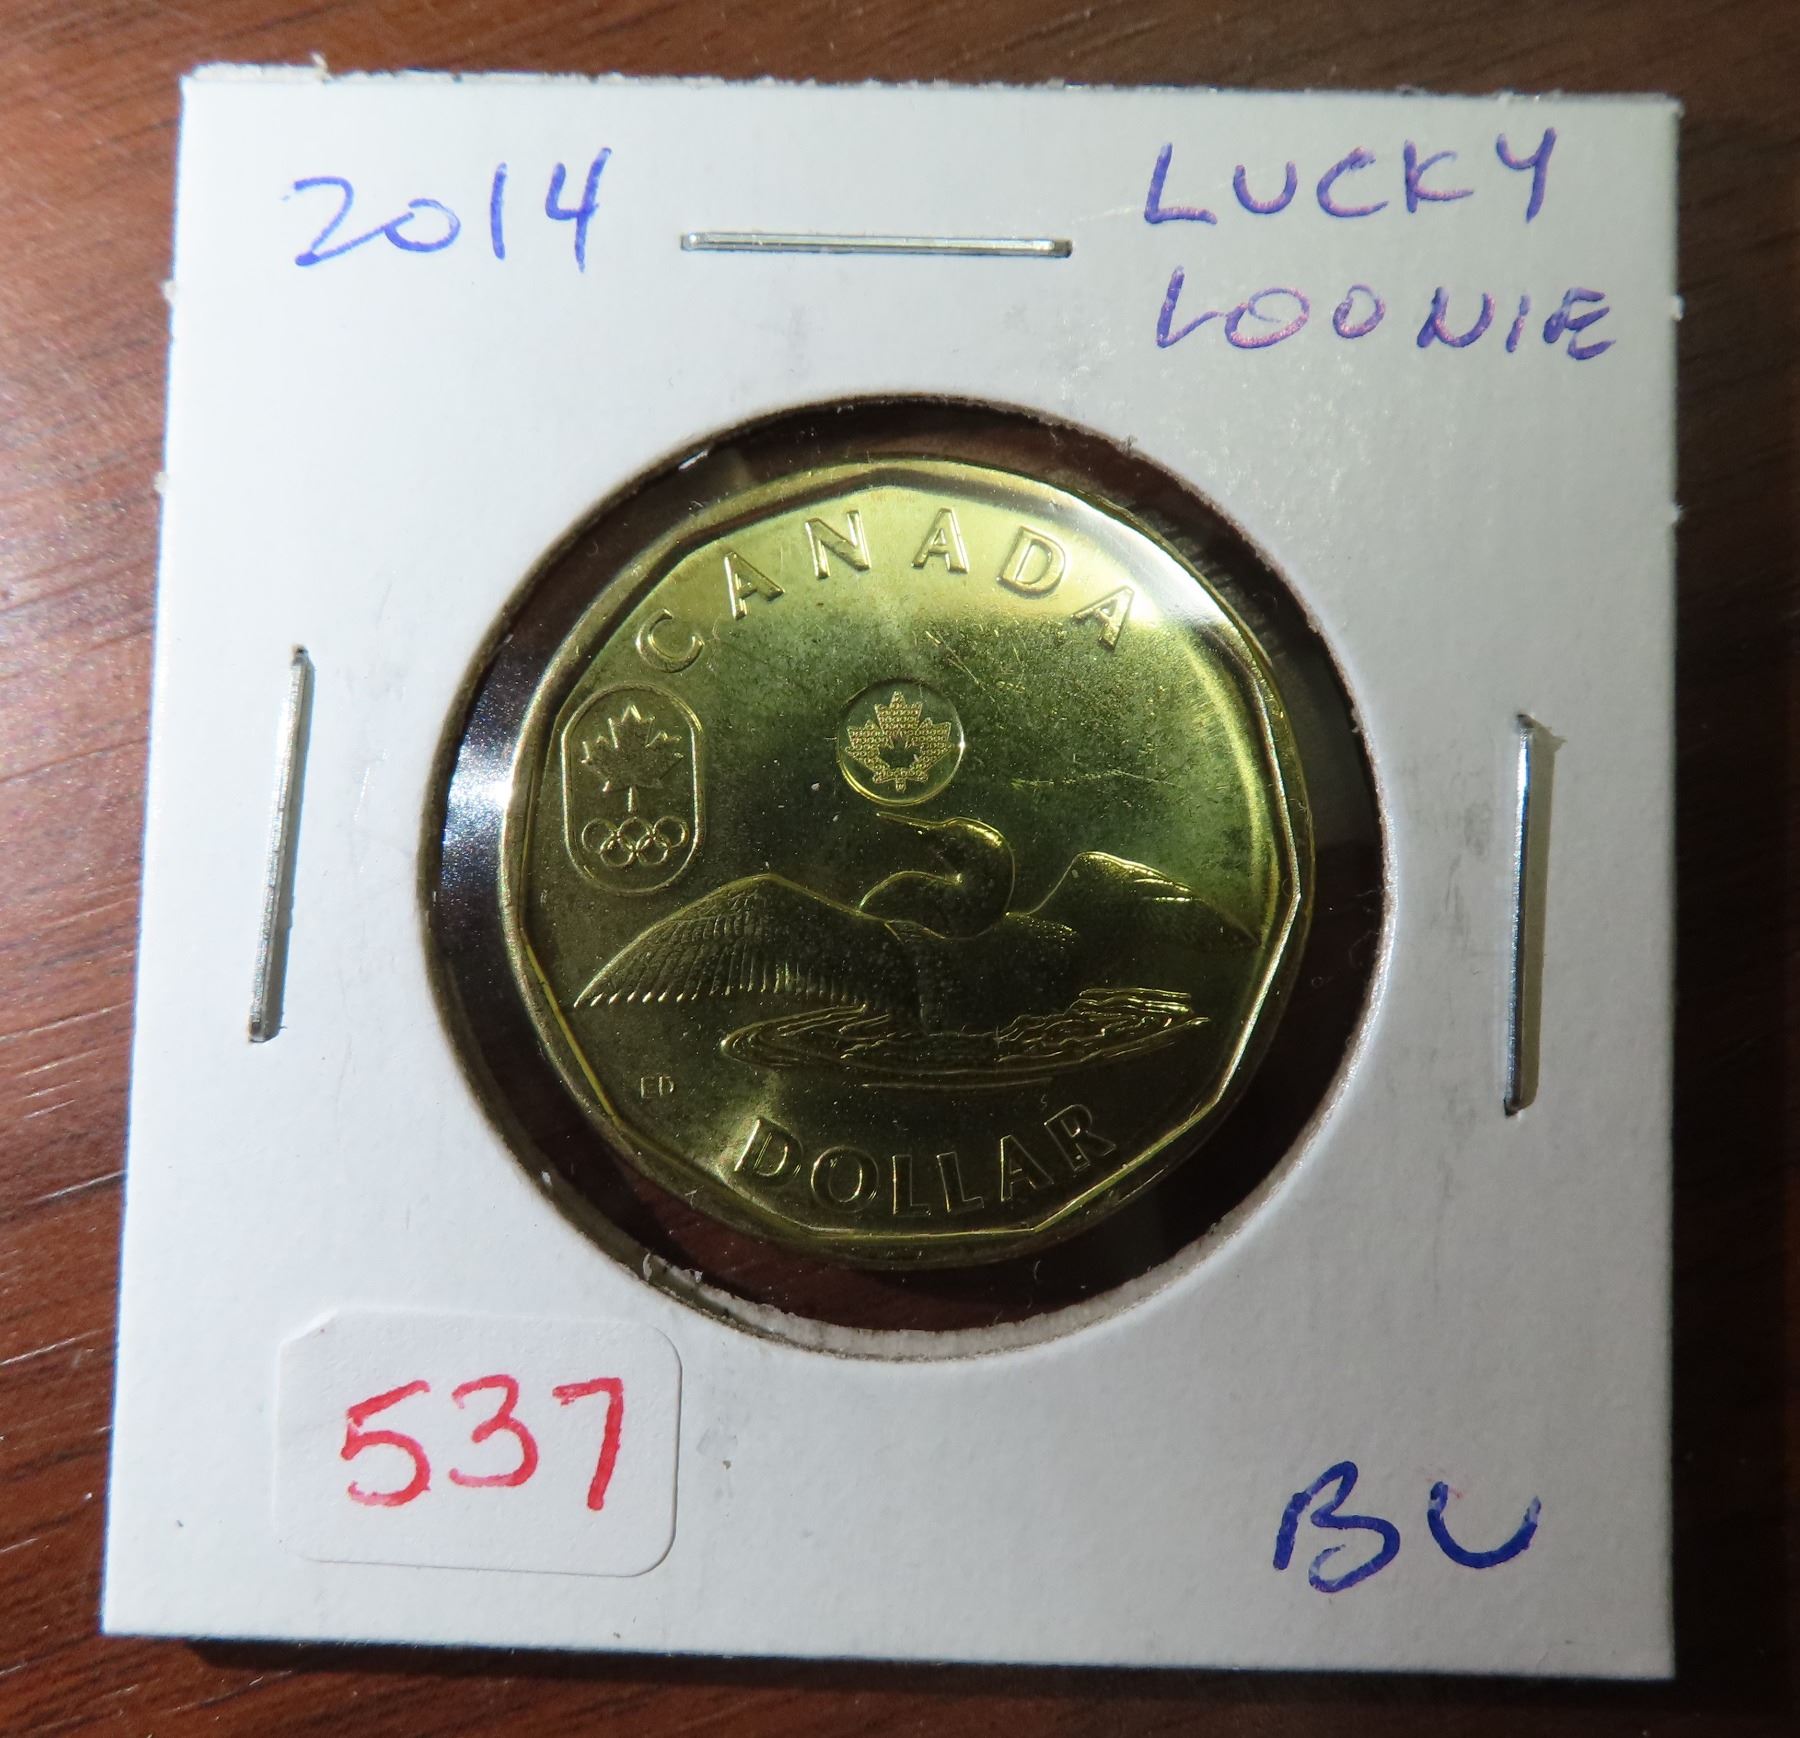 2014
LUCKY
LOONIE
CANADA
ED
DOLLAR
537
BU